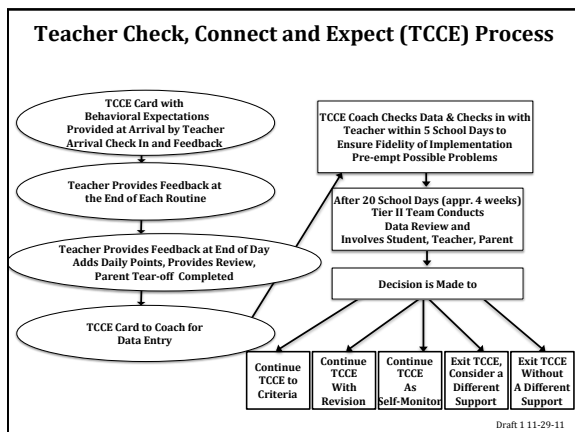 Teacher Check, Connect and Expect (TCCE) Process
TCCE Card with
Behavioral Expectations
Provided at Arrival by Teacher
Arrival Check In and Feedback
Teacher Provides Feedback at
the End of Each Routine
Teacher Provides Feedback at End of Day
Adds Daily Points, Provides Review,
Parent Tear-off Completed
TCCE Card to Coach for
Data Entry
TCCE Coach Checks Data & Checks in with
Teacher within 5 School Days to
Ensure Fidelity of Implementation
Pre-empt Possible Problems
After 20 School Days (appr. 4 weeks)
Tier II Team Conducts
Data Review and
Involves Student, Teacher, Parent
Decision is Made to
Continue
TCCE to
Criteria
Continue
TCCE
With
Revision
Continue
TCCE
As
Self-Monitor
Exit TCCE,
Consider a
Different
Support
Exit TCCE
Without
A Different
Support
Draft 1 11-29-11